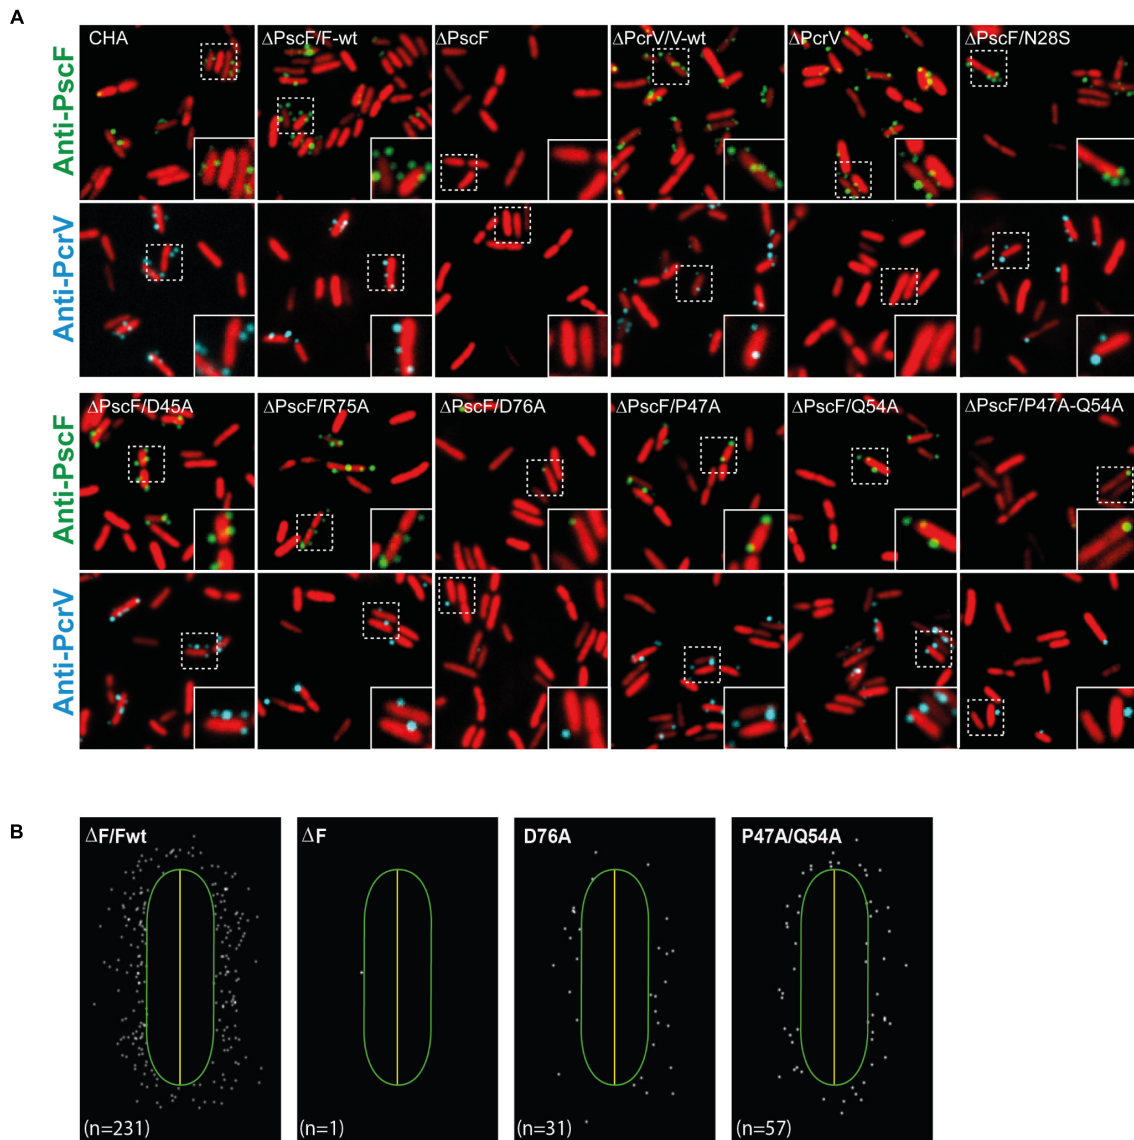 A
CHA
ΔPscF/F-wt
ΔPscF
ΔPcrV/V-wt
ΔPcrV
ΔPscF/N28S
Anti-PscF
Anti-PcrV
ΔPscF/D45A
ΔPscF/R75A
ΔPscF/D76A
ΔPscF/P47A
ΔPscF/Q54A
ΔPscF/P47A-Q54A
Anti-PscF
Anti-PcrV
B
ΔF/Fwt
ΔF
D76A
P47A/Q54A
(n=231)
(n=1)
(n=31)
(n=57)